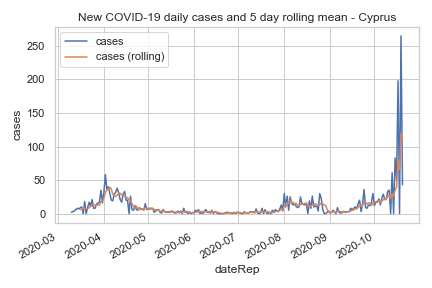 New COVID-19 daily cases and 5 day rolling mean - Cyprus
cases
cases (rolling)
250
200
150
100
50
0
cases
2020-03
2020-04
2020-05
2020-06
2020-07
2020-08
2020-09
2020-10
dateRep